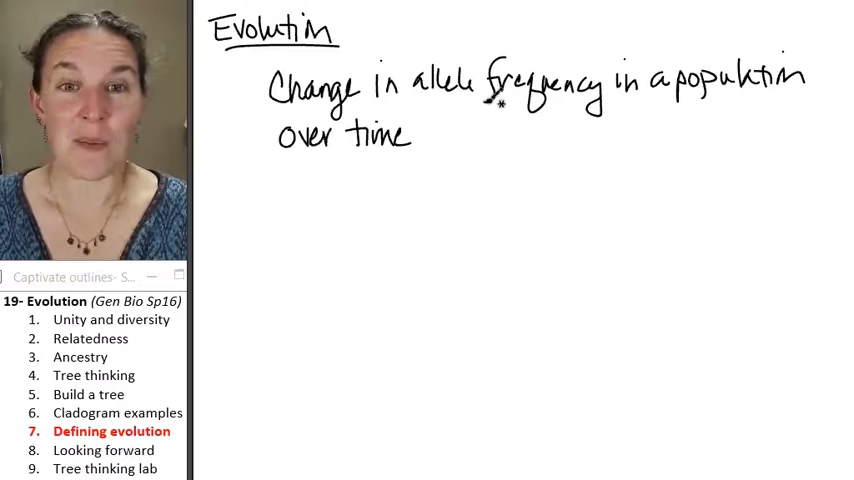 Evolution
Change in allele frequency in a population
over time
Captivate outlines- S...
19- Evolution (Gen Bio Sp16)
1. Unity and diversity
2. Relatedness
3. Ancestry
4. Tree thinking
5. Build a tree
6. Cladogram examples
7. Defining evolution
8. Looking forward
9. Tree thinking lab